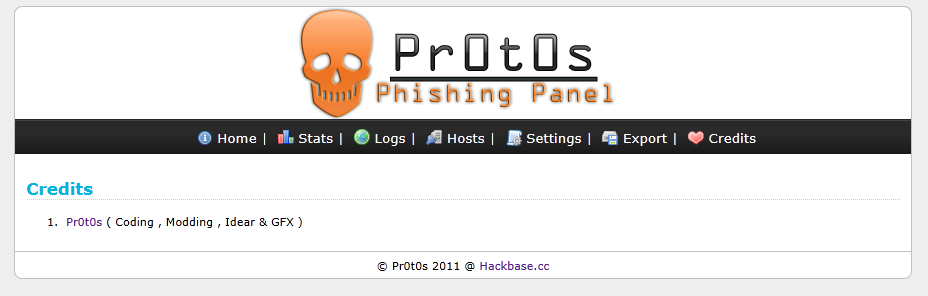 Pr0t0s
Phishing Panel
Home | Stats | Logs | Hosts | Settings | Export | Credits
Credits
1. Pr0t0s ( Coding , Modding , Idear & GFX )
© Pr0t0s 2011 @ Hackbase.cc